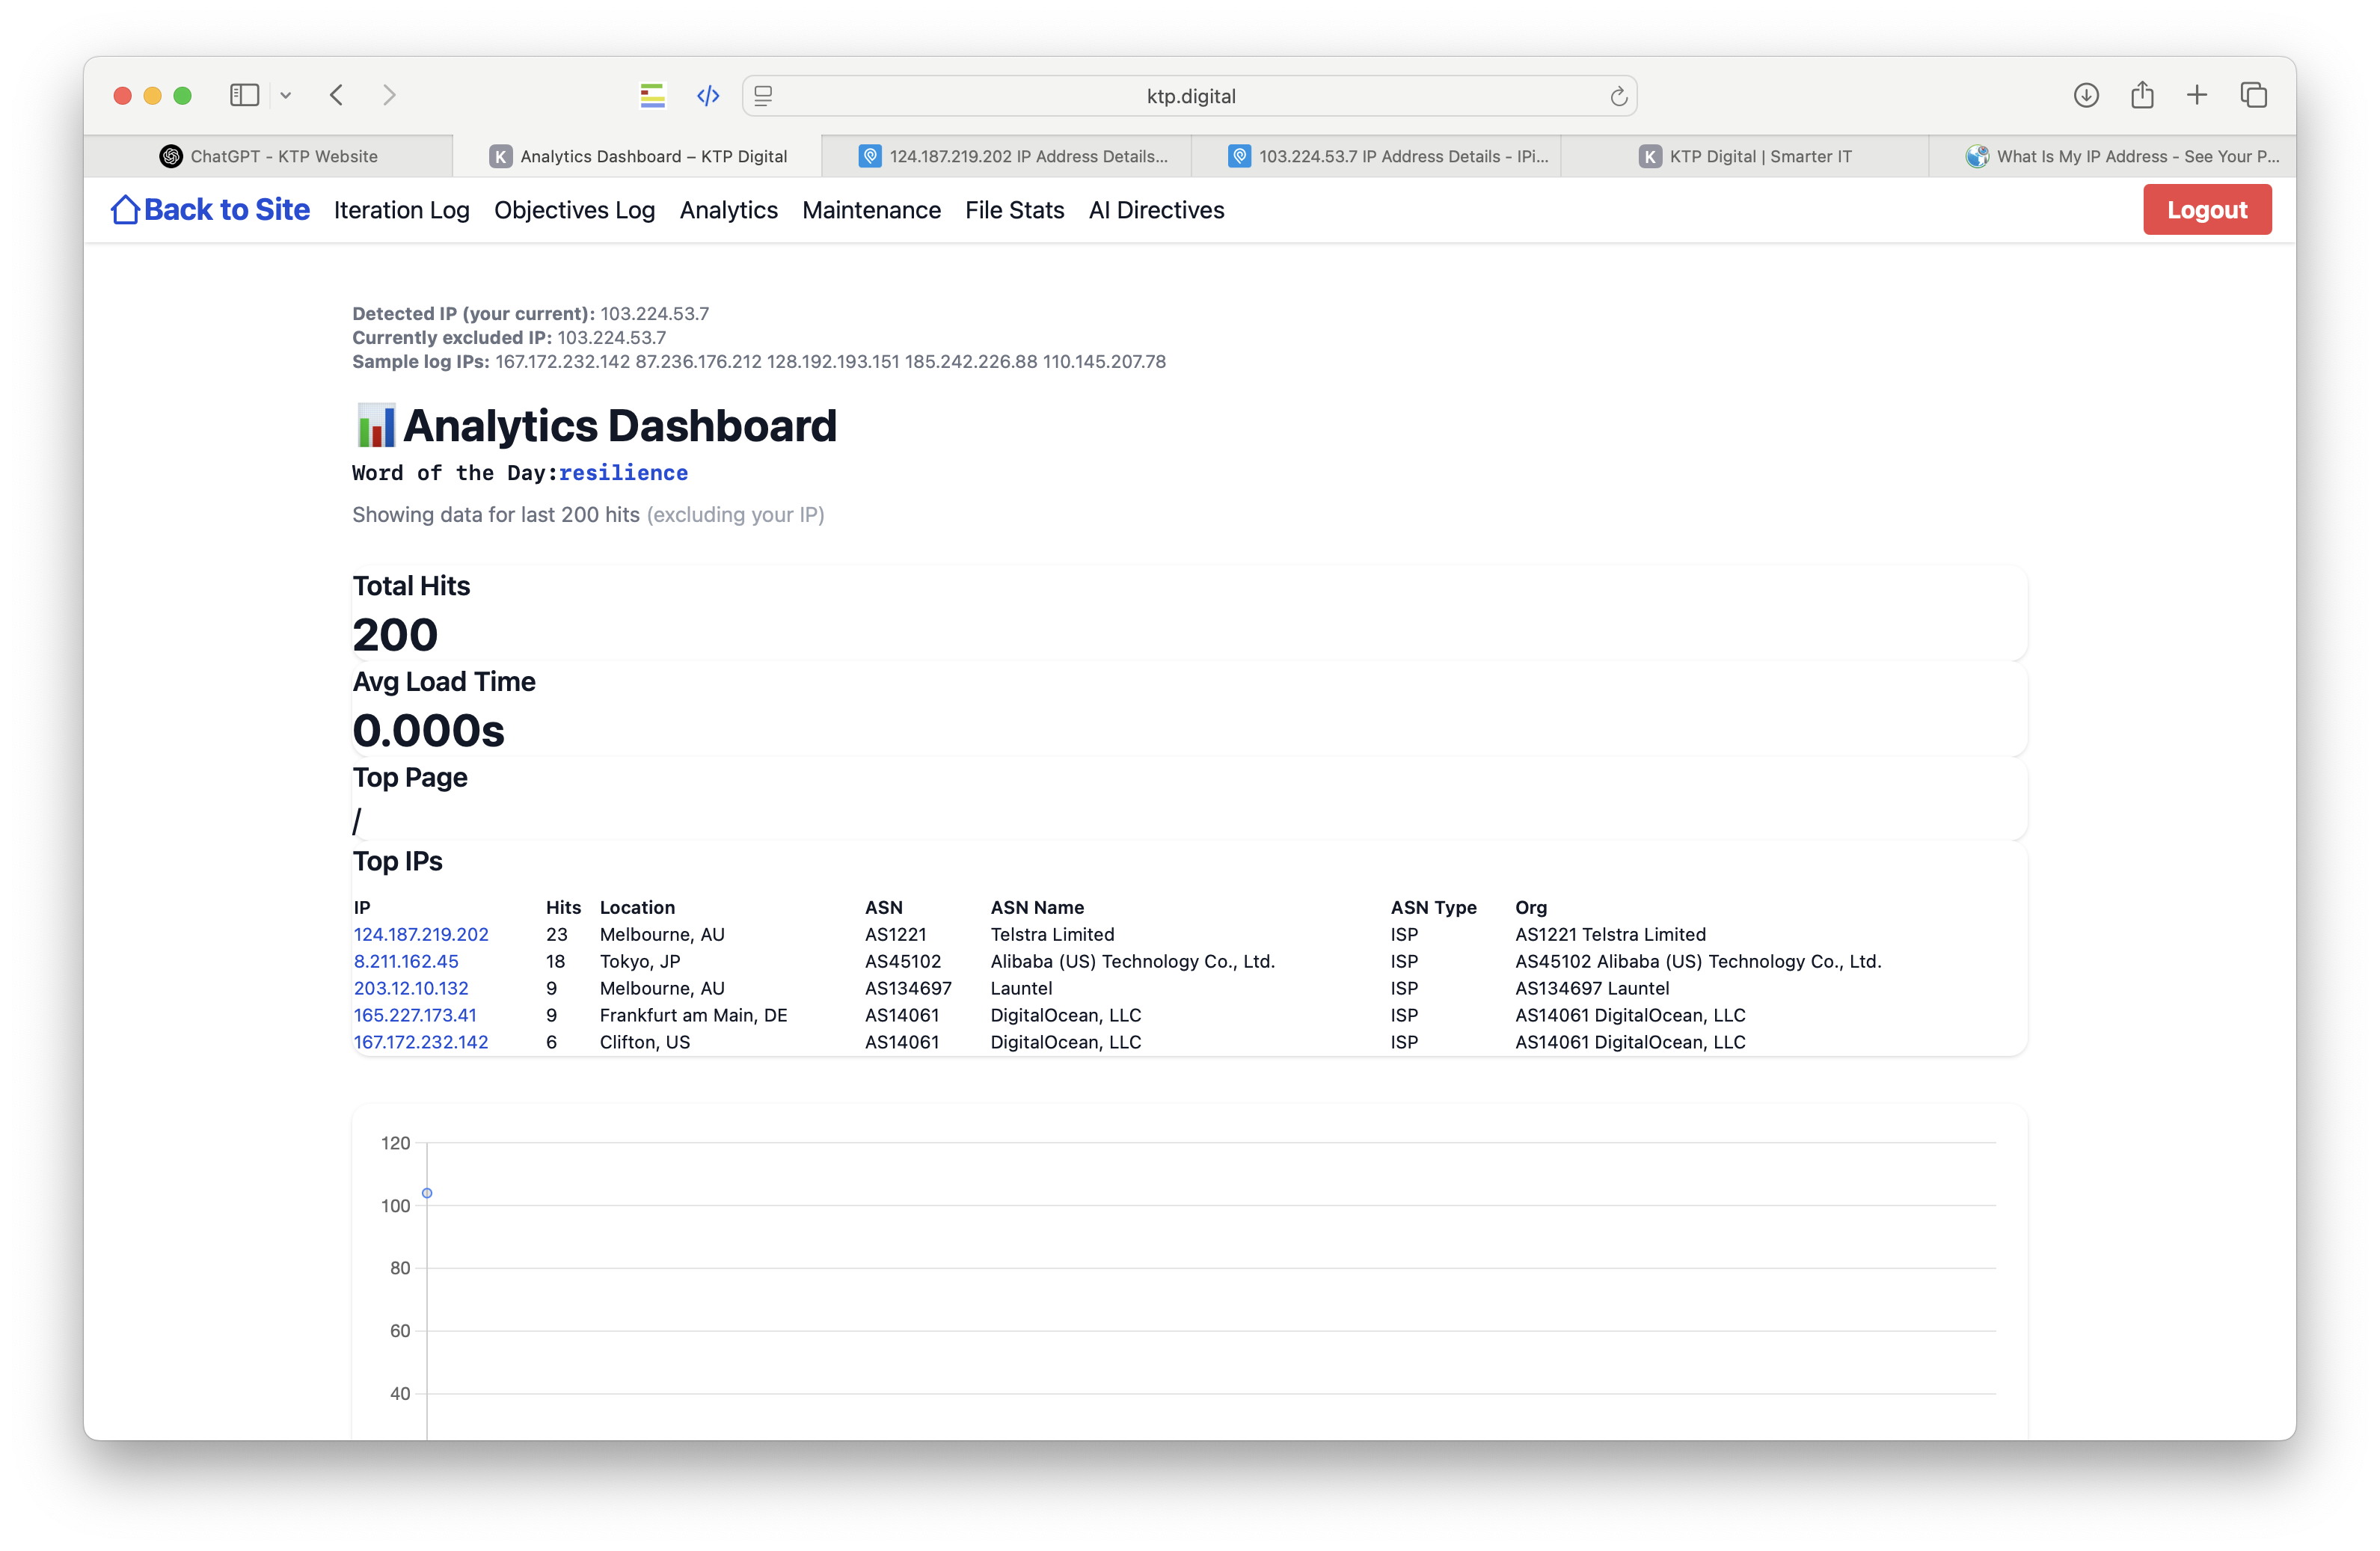 ktp.digital
ChatGPT - KTP Website
K Analytics Dashboard – KTP Digital
124.187.219.202 IP Address Details...
103.224.53.7 IP Address Details - IPi...
K KTP Digital | Smarter IT
What Is My IP Address - See Your P...
Back to Site Iteration Log Objectives Log Analytics Maintenance File Stats AI Directives Logout
Detected IP (your current): 103.224.53.7
Currently excluded IP: 103.224.53.7
Sample log IPs: 167.172.232.142 87.236.176.212 128.192.193.151 185.242.226.88 110.145.207.78
Analytics Dashboard
Word of the Day:resilience
Showing data for last 200 hits (excluding your IP)
Total Hits
200
Avg Load Time
0.000s
Top Page
/
Top IPs
IP Hits Location ASN ASN Name ASN Type Org
124.187.219.202 23 Melbourne, AU AS1221 Telstra Limited ISP AS1221 Telstra Limited
8.211.162.45 18 Tokyo, JP AS45102 Alibaba (US) Technology Co., Ltd. ISP AS45102 Alibaba (US) Technology Co., Ltd.
203.12.10.132 9 Melbourne, AU AS134697 Launtel ISP AS134697 Launtel
165.227.173.41 9 Frankfurt am Main, DE AS14061 DigitalOcean, LLC ISP AS14061 DigitalOcean, LLC
167.172.232.142 6 Clifton, US AS14061 DigitalOcean, LLC ISP AS14061 DigitalOcean, LLC
120
100
80
60
40